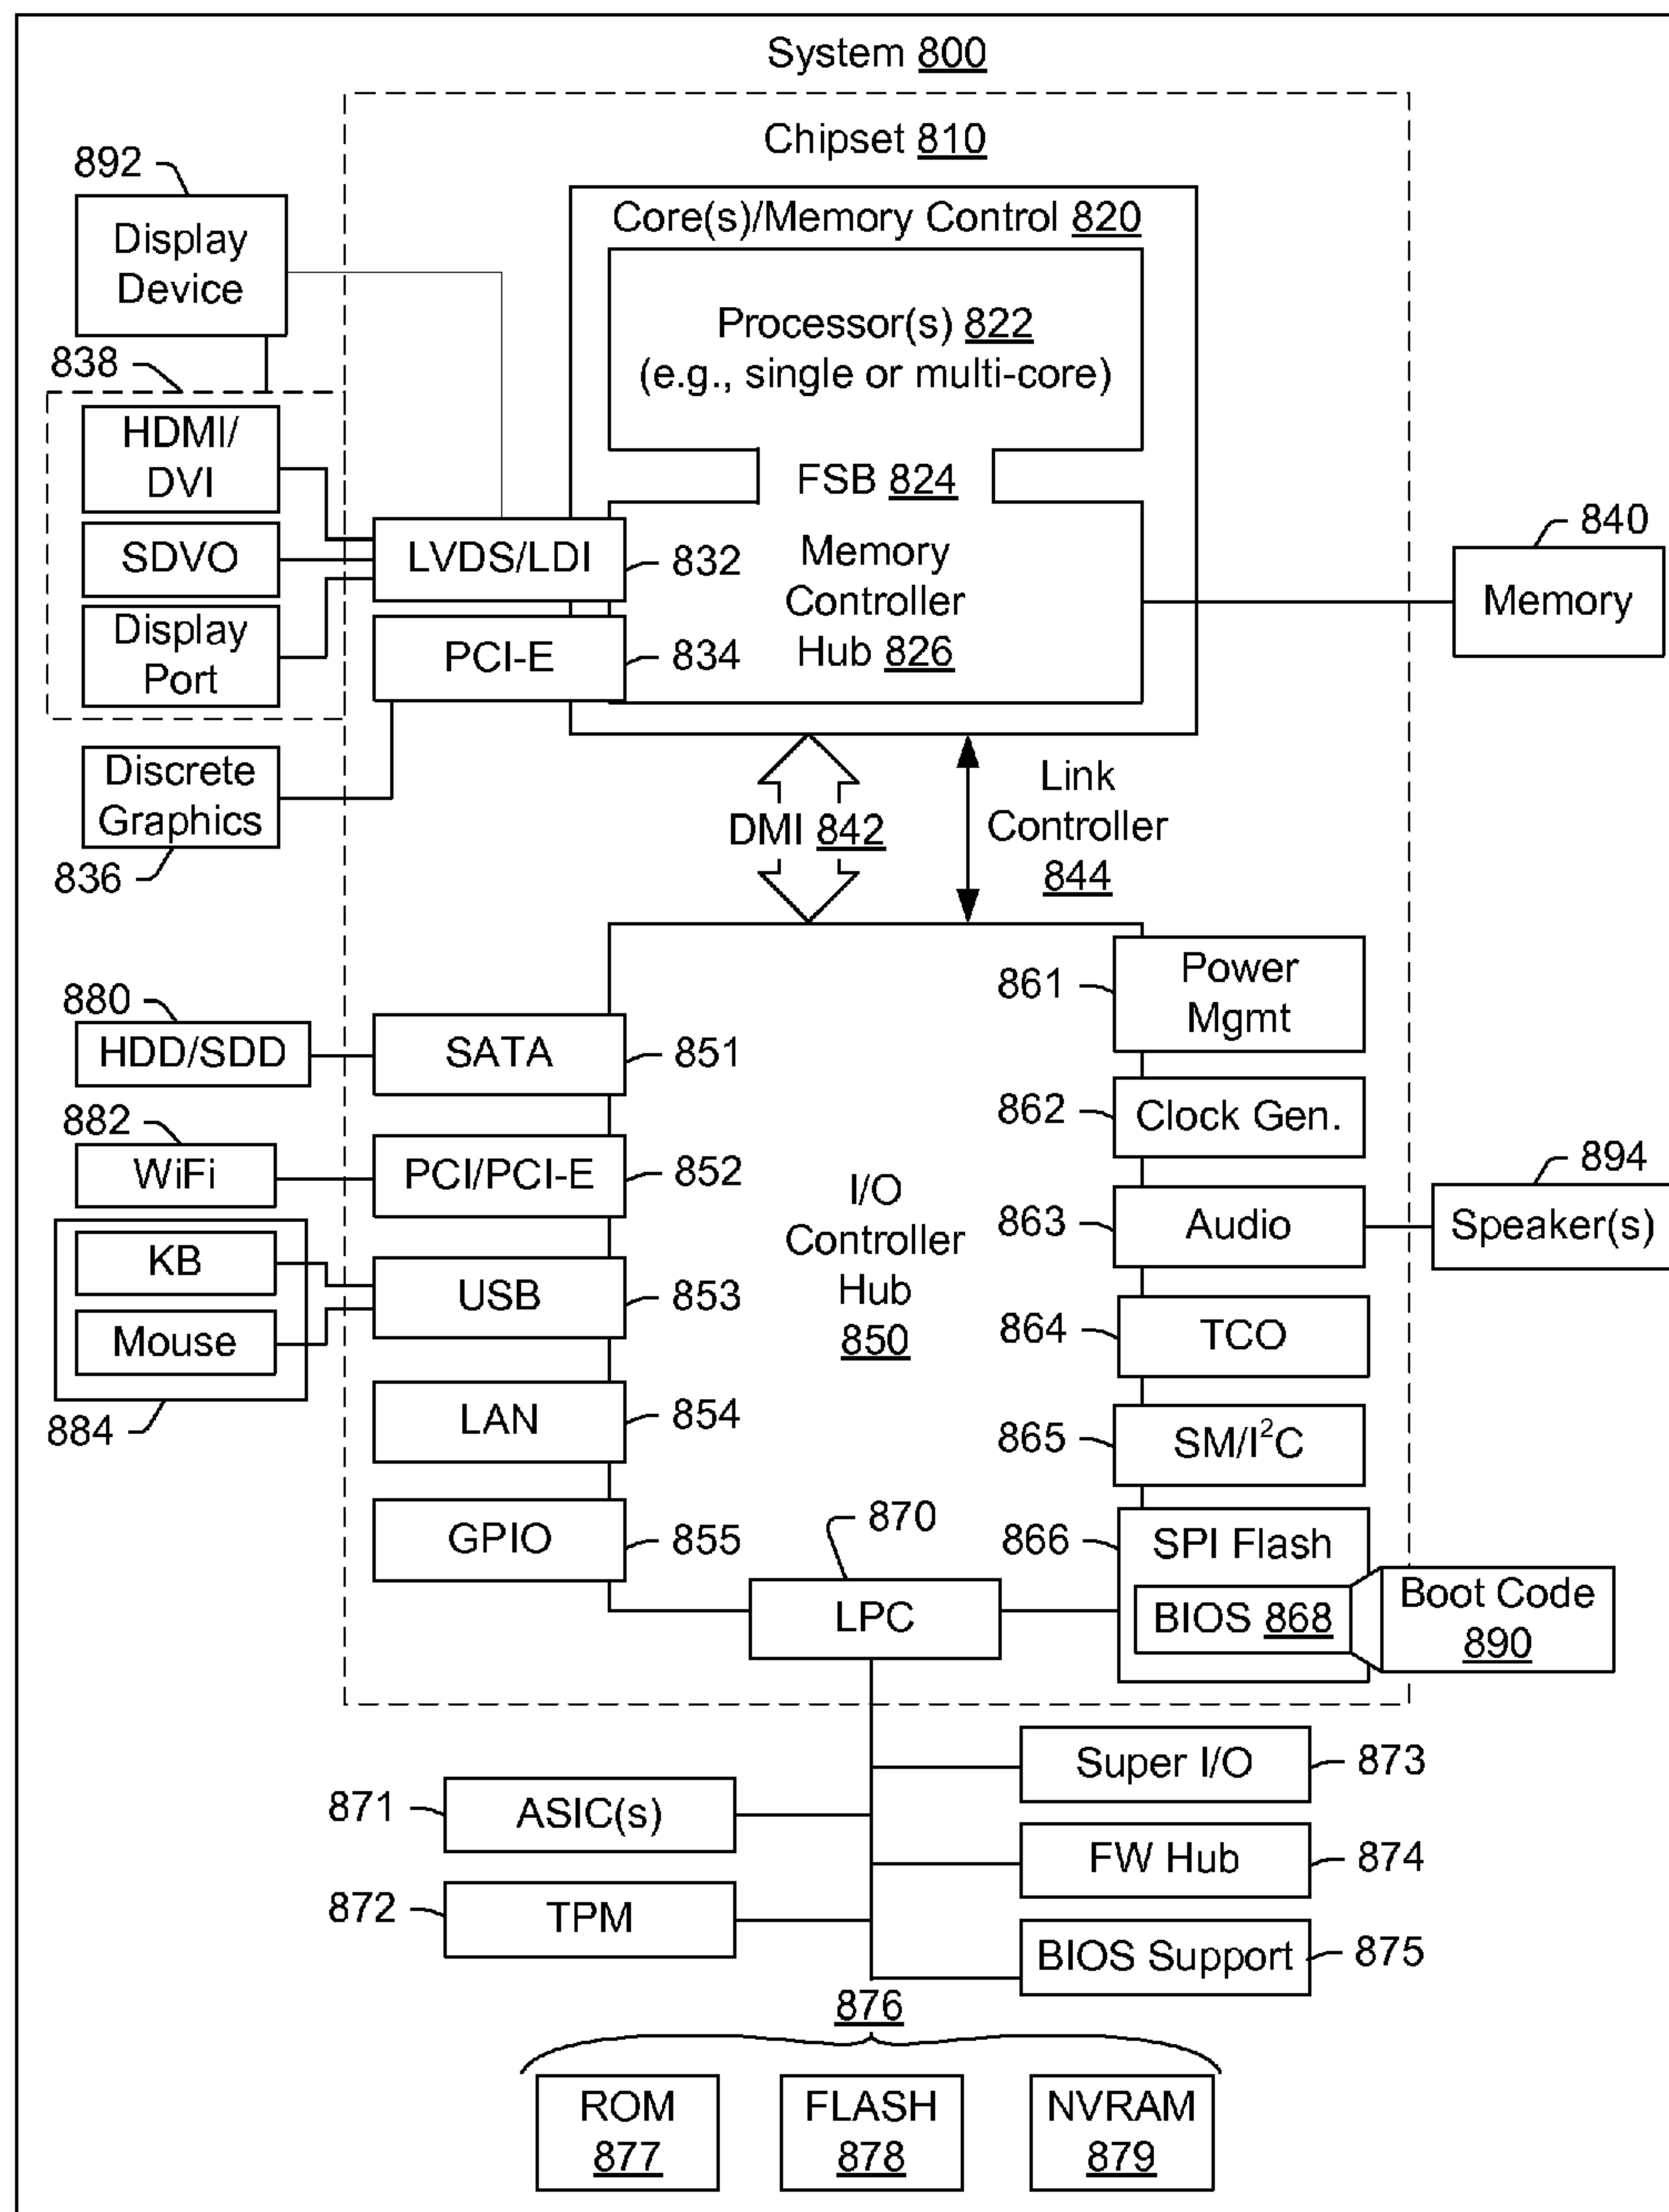 System 800
Chipset 810
892
Display
Device
838
HDMI/
DVI
SDVO
Display
Port
Discrete
Graphics
836
Core(s)/Memory Control 820
Processor(s) 822
(e.g., single or multi-core)
FSB 824
Memory
Controller
Hub 826
LVDS/LDI
832
PCI-E
834
840
Memory
DMI 842
Link
Controller
844
880
HDD/SDD
882
WiFi
KB
Mouse
884
SATA
851
PCI/PCI-E
852
USB
853
LAN
854
GPIO
855
I/O
Controller
Hub
850
861
Power
Mgmt
862
Clock Gen.
863
Audio
894
Speaker(s)
864
TCO
865
SM/I²C
866
SPI Flash
BIOS 868
Boot Code
890
870
LPC
871
ASIC(s)
872
TPM
Super I/O
873
FW Hub
874
BIOS Support
875
876
ROM
877
FLASH
878
NVRAM
879